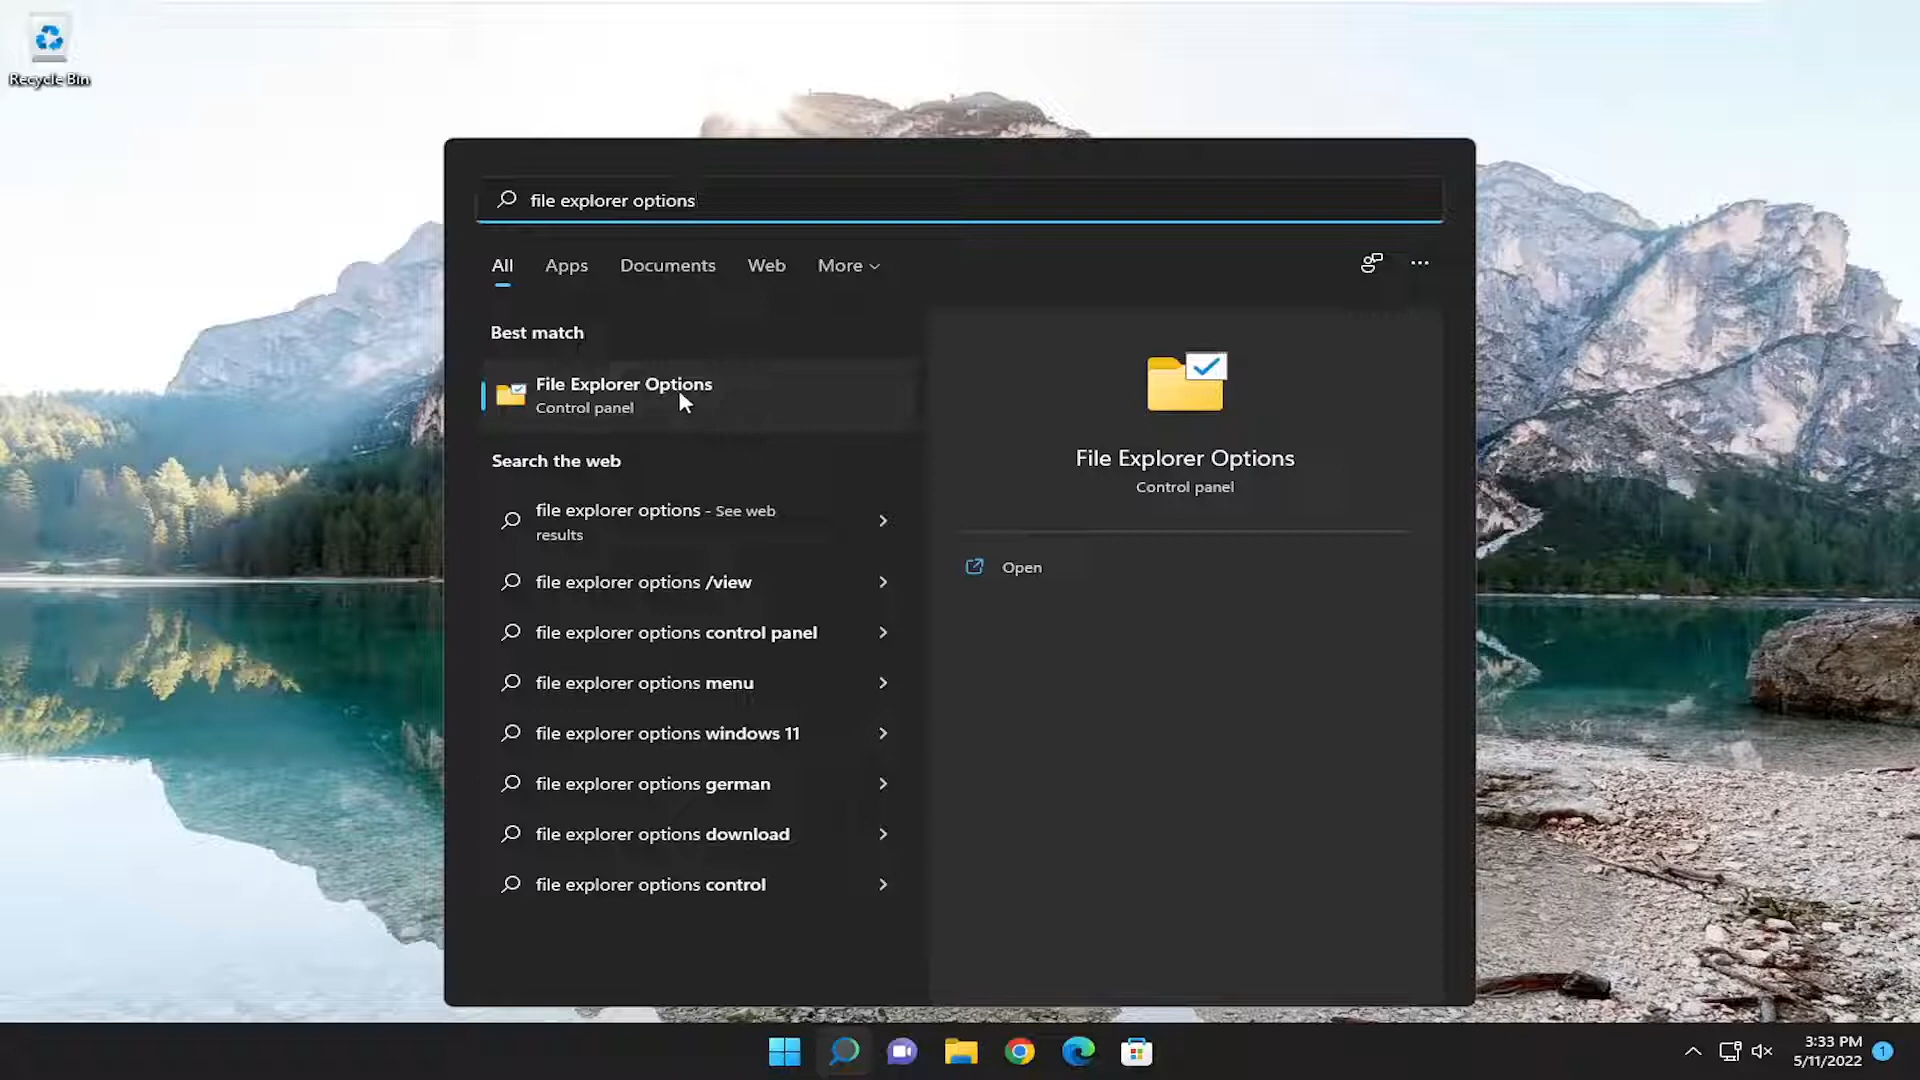 Recycle Bin
file explorer options
All
Apps
Documents
Web
More
Best match
File Explorer Options
Control panel
Search the web
file explorer options - See web
results
file explorer options /view
file explorer options control panel
file explorer options menu
file explorer options windows 11
file explorer options german
file explorer options download
file explorer options control
File Explorer Options
Control panel
Open
3:33 PM
5/11/2022
1